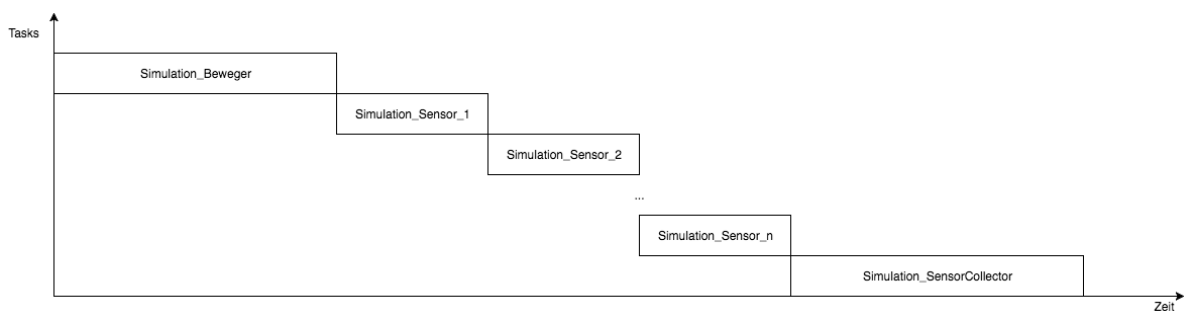 Tasks
Simulation_Beweger
Simulation_Sensor_1
Simulation_Sensor_2
...
Simulation_Sensor_n
Simulation_SensorCollector
Zeit